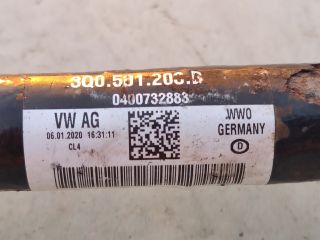 3Q0.501.203.B
0400732883
VW AG
06.01.2020 16:31:11
CL4
JWWO
GERMANY
D